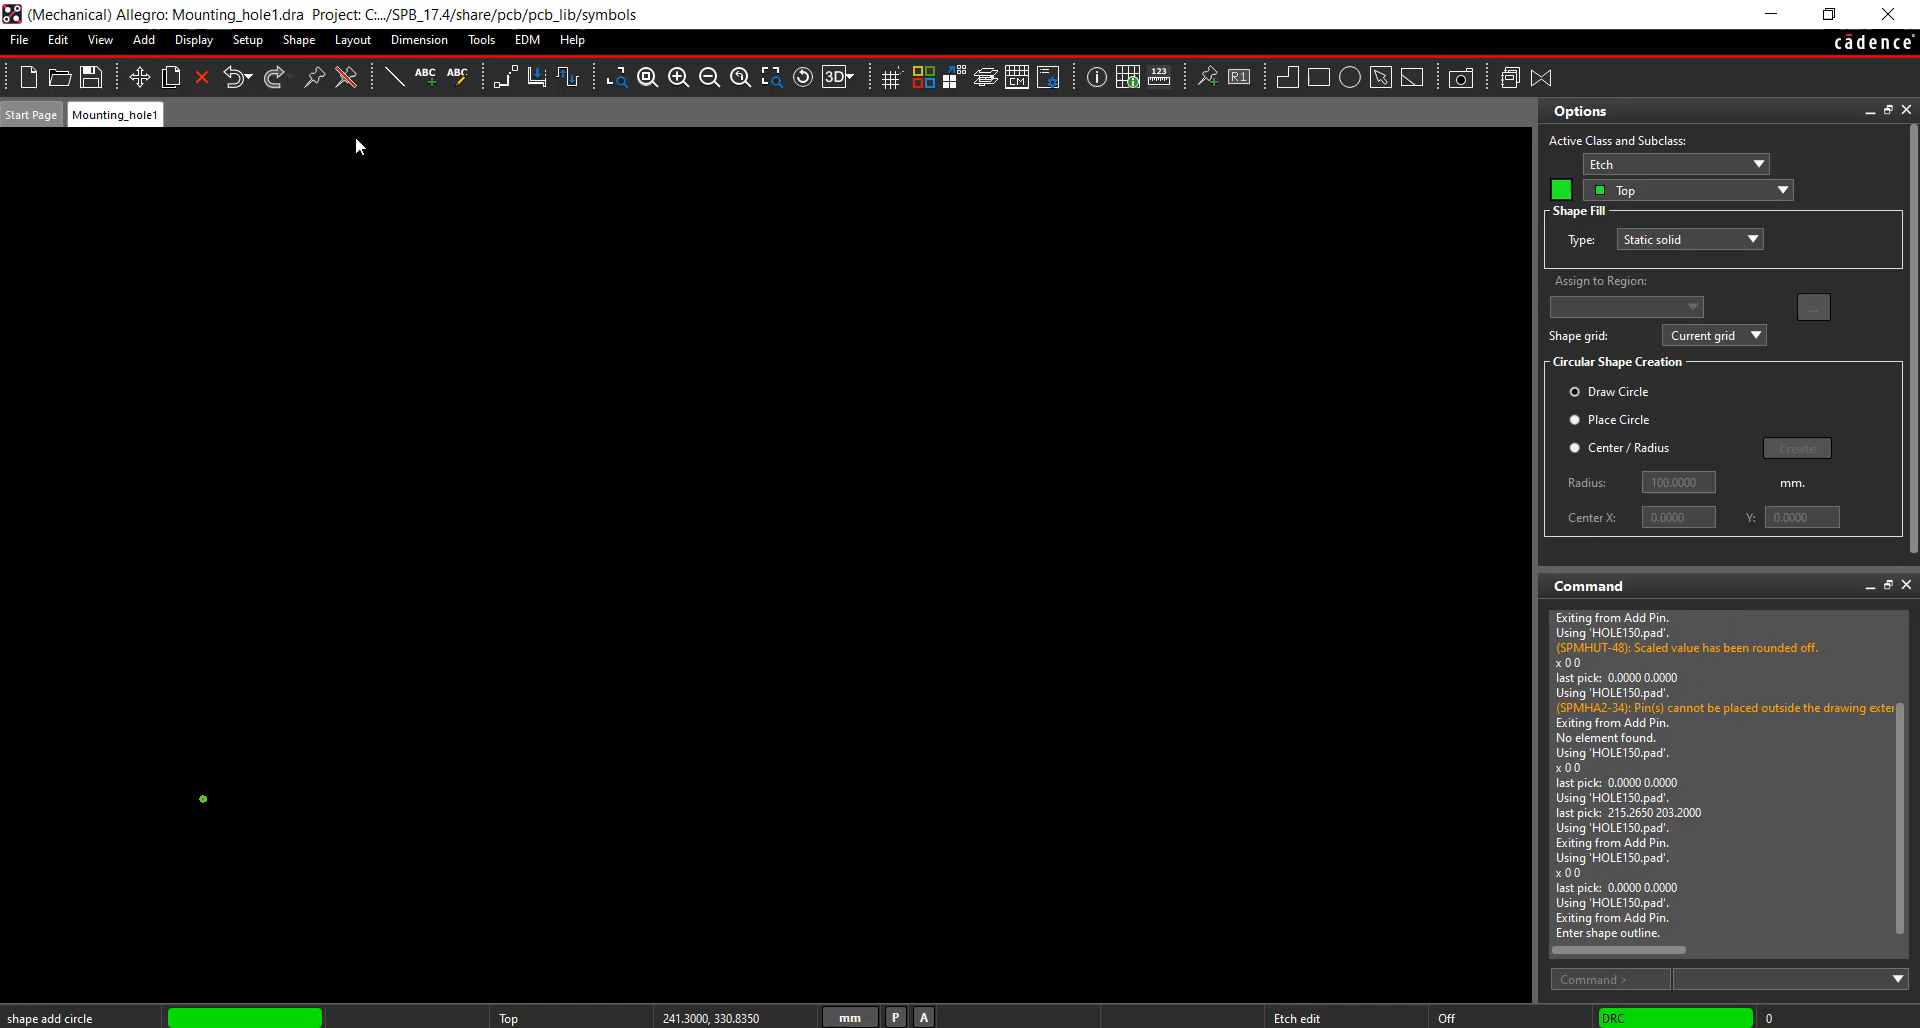 (Mechanical) Allegro: Mounting_hole1.dra Project: C:.../SPB_17.4/share/pcb/pcb_lib/symbols
File Edit View Add Display Setup Shape Layout Dimension Tools EDM Help
cādence
ABC ABC 3D CM 123 R1
Start Page Mounting_hole1
Options
Active Class and Subclass:
Etch
Top
Shape Fill
Type: Static solid
Assign to Region:
...
Shape grid: Current grid
Circular Shape Creation
Draw Circle
Place Circle
Center / Radius Create
Radius: 100.0000 mm.
Center X: 0.0000 Y: 0.0000
Command
Exiting from Add Pin.
Using 'HOLE150.pad'.
(SPMHUT-48): Scaled value has been rounded off.
x 0 0
last pick: 0.0000 0.0000
Using 'HOLE150.pad'.
(SPMHA2-34): Pin(s) cannot be placed outside the drawing exter
Exiting from Add Pin.
No element found.
Using 'HOLE150.pad'.
x 0 0
last pick: 0.0000 0.0000
Using 'HOLE150.pad'.
last pick: 215.2650 203.2000
Using 'HOLE150.pad'.
Exiting from Add Pin.
Using 'HOLE150.pad'.
x 0 0
last pick: 0.0000 0.0000
Using 'HOLE150.pad'.
Exiting from Add Pin.
Enter shape outline.
Command >
shape add circle Top 241.3000, 330.8350 mm P A Etch edit Off DRC 0